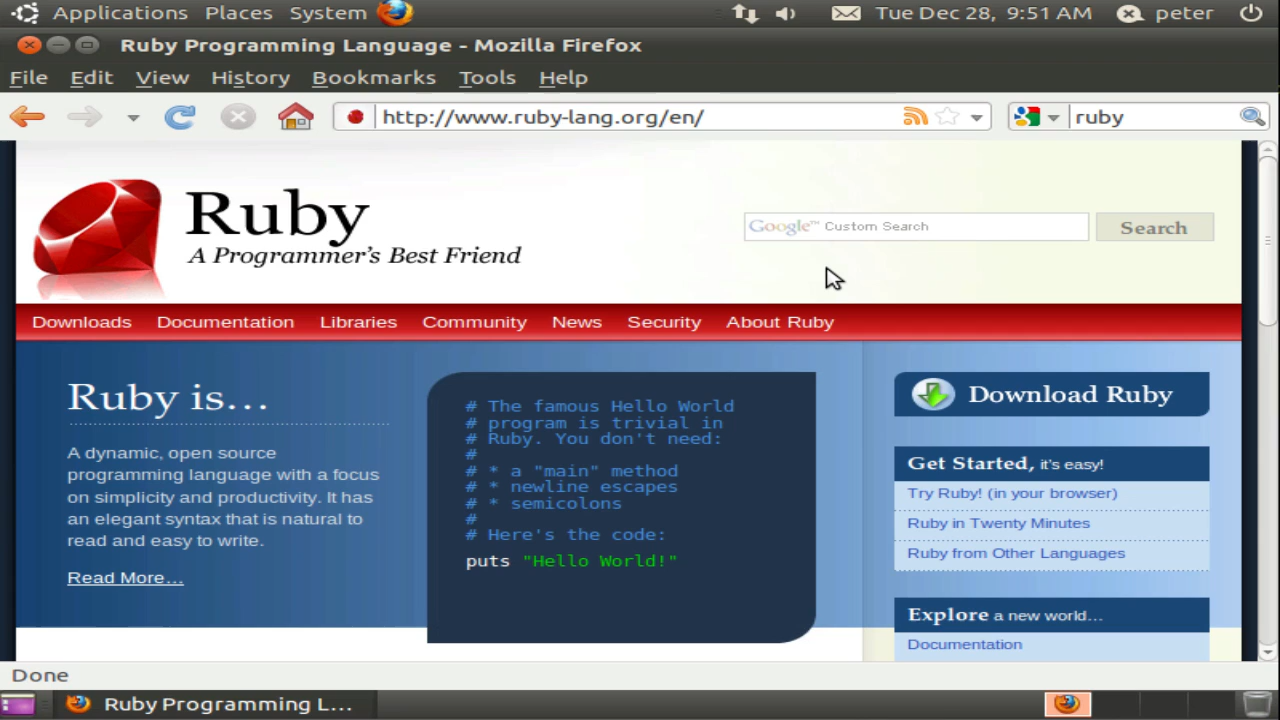 Applications Places System Tue Dec 28, 9:51 AM peter
Ruby Programming Language - Mozilla Firefox
File Edit View History Bookmarks Tools Help
http://www.ruby-lang.org/en/ ruby
Ruby
A Programmer's Best Friend
Google™ Custom Search Search
Downloads Documentation Libraries Community News Security About Ruby
Ruby is…
A dynamic, open source
programming language with a focus
on simplicity and productivity. It has
an elegant syntax that is natural to
read and easy to write.
Read More…
# The famous Hello World
# program is trivial in
# Ruby. You don't need:
#
# * a "main" method
# * newline escapes
# * semicolons
#
# Here's the code:
puts "Hello World!"
Download Ruby
Get Started, it's easy!
Try Ruby! (in your browser)
Ruby in Twenty Minutes
Ruby from Other Languages
Explore a new world…
Documentation
Done
Ruby Programming L...